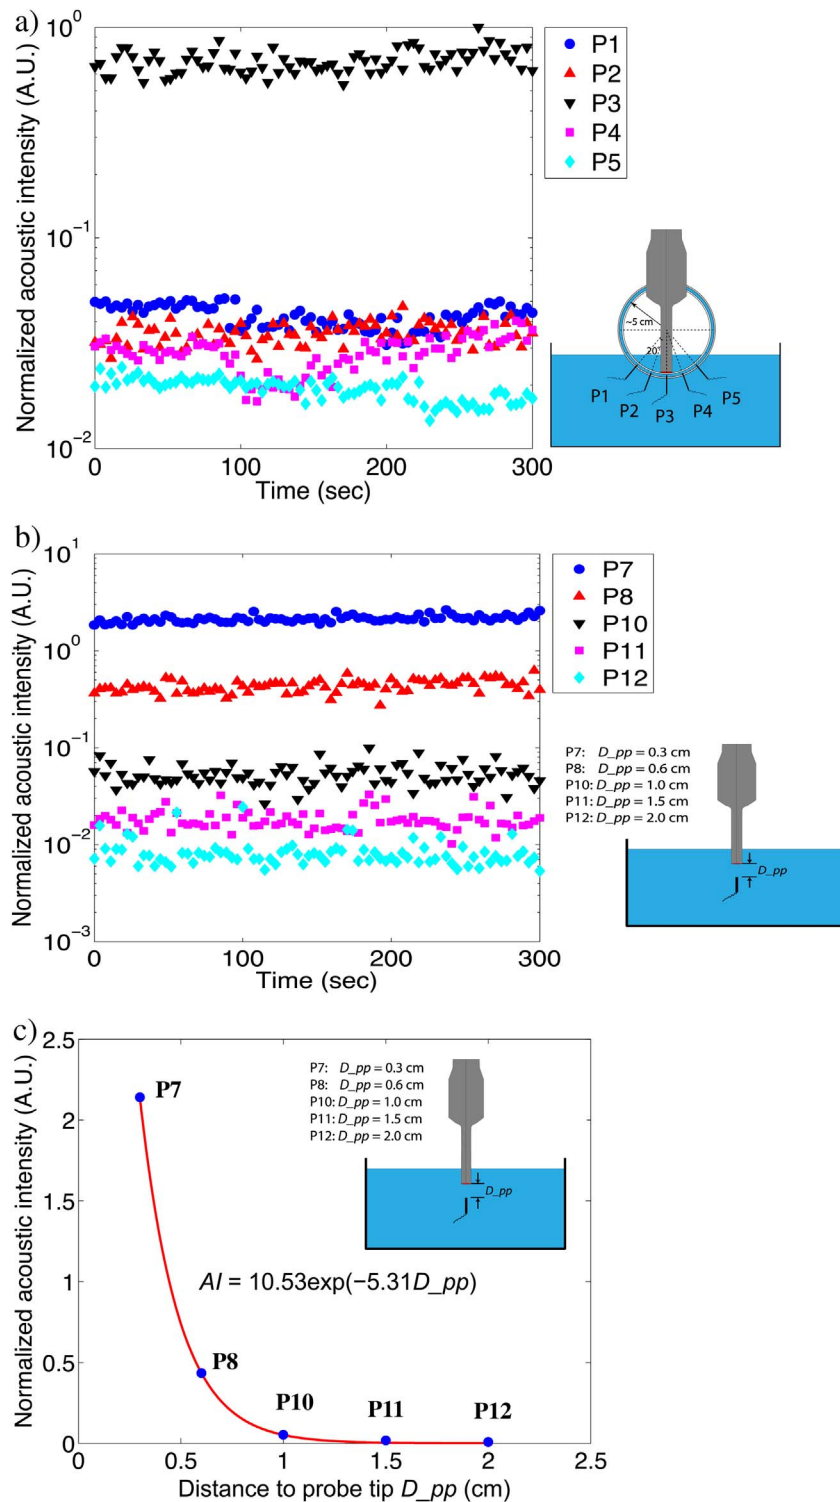 a)
Normalized acoustic intensity (A.U.)
10^0
10^−1
10^−2
0 100 200 300
Time (sec)
P1
P2
P3
P4
P5
~5 cm
20°
P1
P2
P3
P4
P5
b)
Normalized acoustic intensity (A.U.)
10^1
10^0
10^−1
10^−2
10^−3
0 100 200 300
Time (sec)
P7
P8
P10
P11
P12
P7: D_pp = 0.3 cm
P8: D_pp = 0.6 cm
P10: D_pp = 1.0 cm
P11: D_pp = 1.5 cm
P12: D_pp = 2.0 cm
D_pp
c)
Normalized acoustic intensity (A.U.)
2.5
2
1.5
1
0.5
0
0 0.5 1 1.5 2 2.5
Distance to probe tip D_pp (cm)
P7
P8
P10
P11
P12
AI = 10.53exp(−5.31D_pp)
P7: D_pp = 0.3 cm
P8: D_pp = 0.6 cm
P10: D_pp = 1.0 cm
P11: D_pp = 1.5 cm
P12: D_pp = 2.0 cm
D_pp